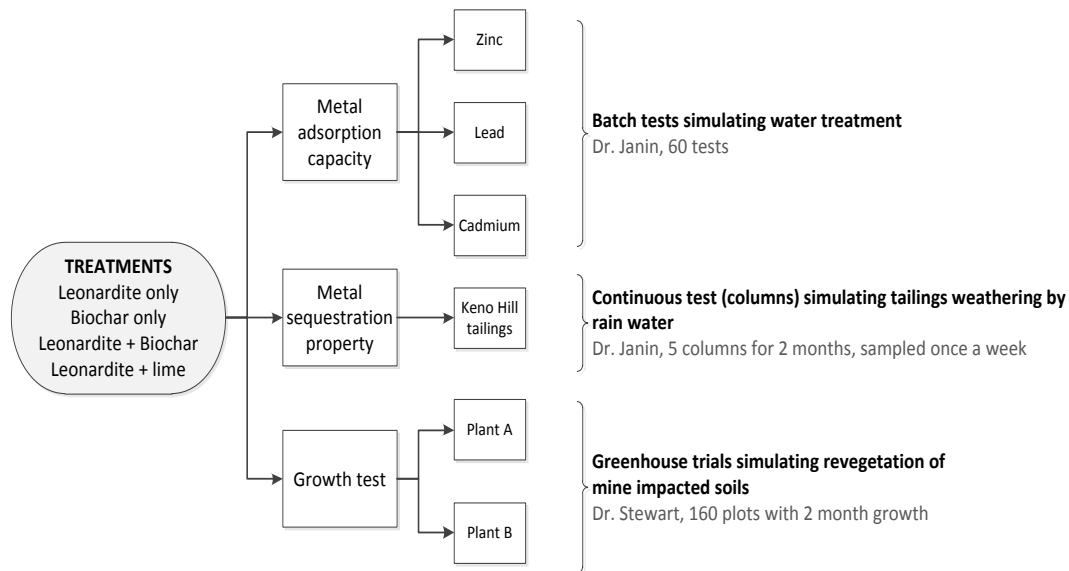 TREATMENTS
Leonardite only
Biochar only
Leonardite + Biochar
Leonardite + lime
Metal
adsorption
capacity
Zinc
Lead
Cadmium
Batch tests simulating water treatment
Dr. Janin, 60 tests
Metal
sequestration
property
Keno Hill
tailings
Continuous test (columns) simulating tailings weathering by
rain water
Dr. Janin, 5 columns for 2 months, sampled once a week
Growth test
Plant A
Plant B
Greenhouse trials simulating revegetation of
mine impacted soils
Dr. Stewart, 160 plots with 2 month growth